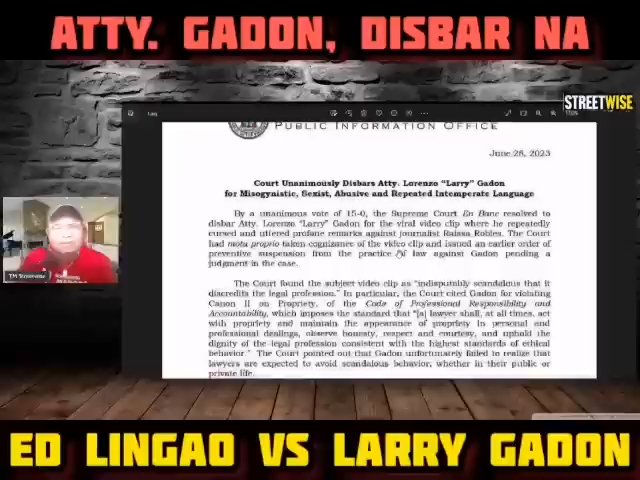 ATTY. GADON, DISBAR NA
STREETWISE
PUBLIC INFORMATION OFFICE
June 28, 2023
Court Unanimously Disbars Atty. Lorenzo "Larry" Gadon
for Misogynistic, Sexist, Abusive and Repeated Intemperate Language
By a unanimous vote of 15-0, the Supreme Court En Banc resolved to
disbar Atty. Lorenzo "Larry" Gadon for the viral video clip where he repeatedly
cursed and uttered profane remarks against journalist Raissa Robles. The Court
had motu proprio taken cognizance of the video clip and issued an earlier order of
preventive suspension from the practice of law against Gadon pending a
judgment in the case.
The Court found the subject video clip as "indisputably scandalous that it
discredits the legal profession." In particular, the Court cited Gadon for violating
Canon II on Propriety, of the Code of Professional Responsibility and
Accountability, which imposes the standard that "[a] lawyer shall, at all times, act
with propriety and maintain the appearance of propriety in personal and
professional dealings, observe honesty, respect and courtesy, and uphold the
dignity of the legal profession consistent with the highest standards of ethical
behavior." The Court pointed out that Gadon unfortunately failed to realize that
lawyers are expected to avoid scandalous behavior, whether in their public or
private life.
TM Streetwise
ED LINGAO VS LARRY GADON